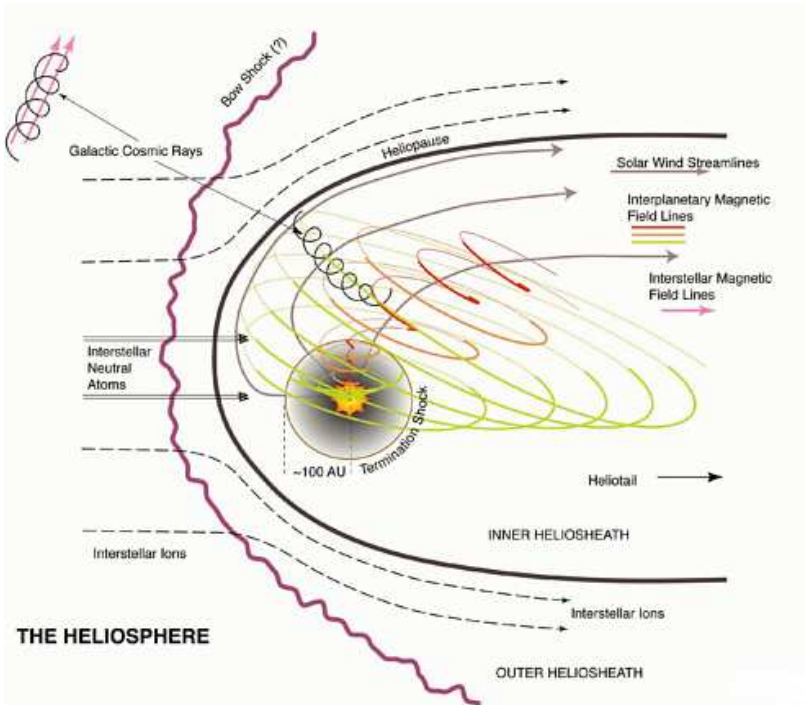 Bow Shock (?)
Galactic Cosmic Rays
Heliopause
Solar Wind Streamlines
Interplanetary Magnetic
Field Lines
Interstellar Magnetic
Field Lines
Interstellar
Neutral
Atoms
Termination Shock
~100 AU
Heliotail
INNER HELIOSHEATH
Interstellar Ions
Interstellar Ions
THE HELIOSPHERE
OUTER HELIOSHEATH